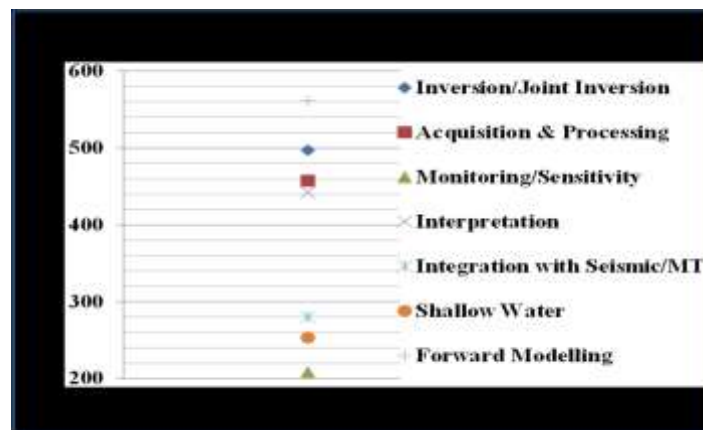 600
500
400
300
200
Inversion/Joint Inversion
Acquisition & Processing
Monitoring/Sensitivity
Interpretation
Integration with Seismic/MT
Shallow Water
Forward Modelling